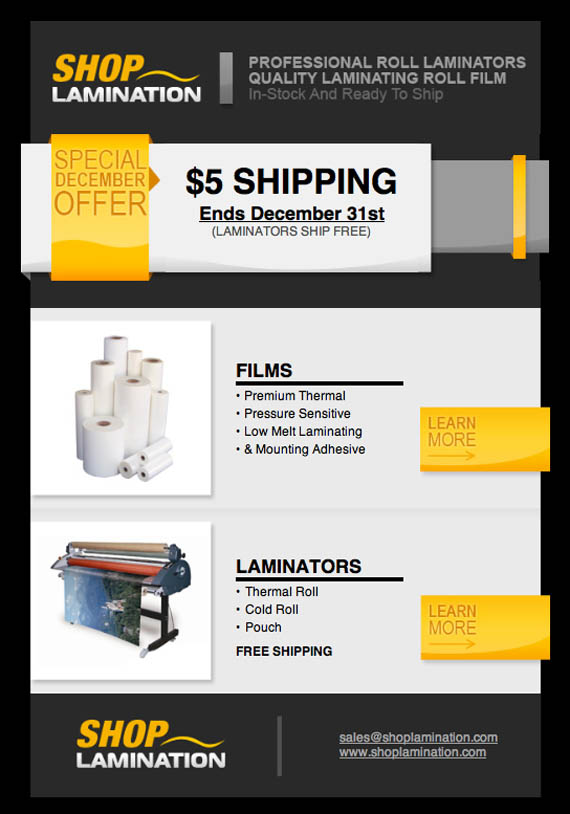 SHOP
LAMINATION
PROFESSIONAL ROLL LAMINATORS
QUALITY LAMINATING ROLL FILM
In-Stock And Ready To Ship
SPECIAL
DECEMBER
OFFER
$5 SHIPPING
Ends December 31st
(LAMINATORS SHIP FREE)
FILMS
• Premium Thermal
• Pressure Sensitive
• Low Melt Laminating
• & Mounting Adhesive
LEARN
MORE
LAMINATORS
• Thermal Roll
• Cold Roll
• Pouch
FREE SHIPPING
LEARN
MORE
SHOP
LAMINATION
sales@shoplamination.com
www.shoplamination.com